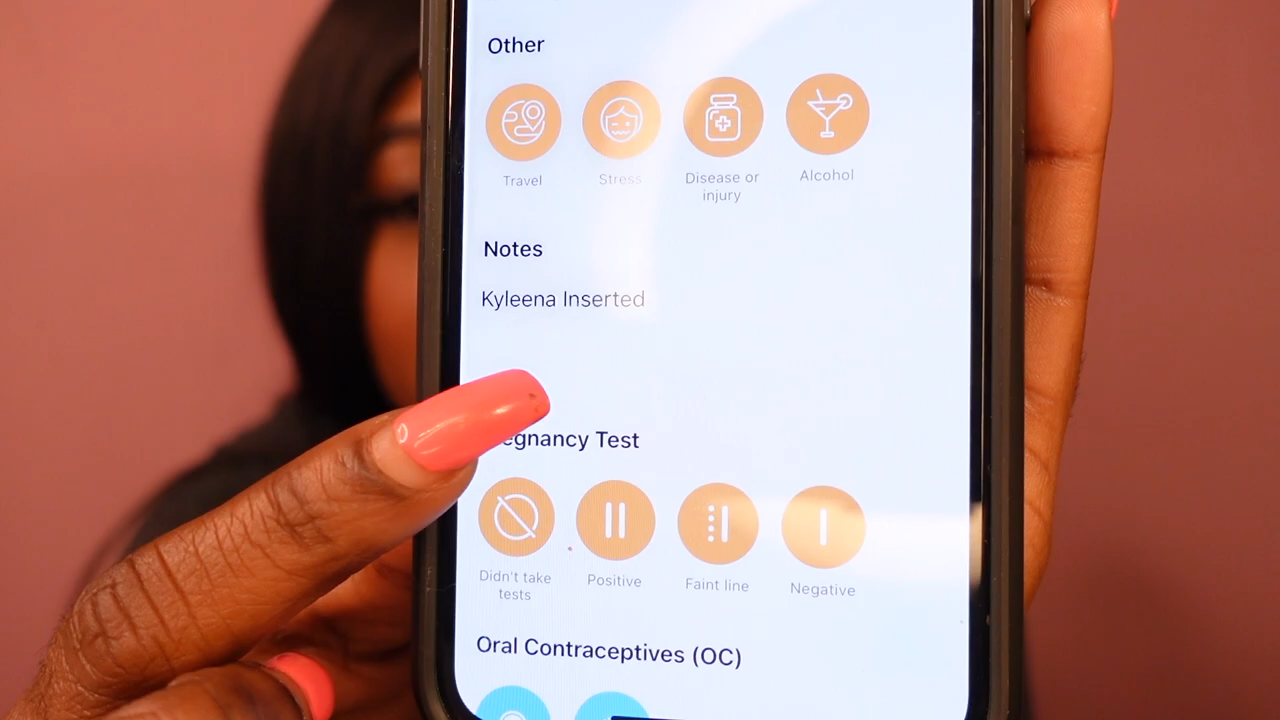 Other
Travel
Stress
Disease or
injury
Alcohol
Notes
Kyleena Inserted
Test
Didn't take
tests
Positive
Faint line
Negative
Oral Contraceptives (OC)